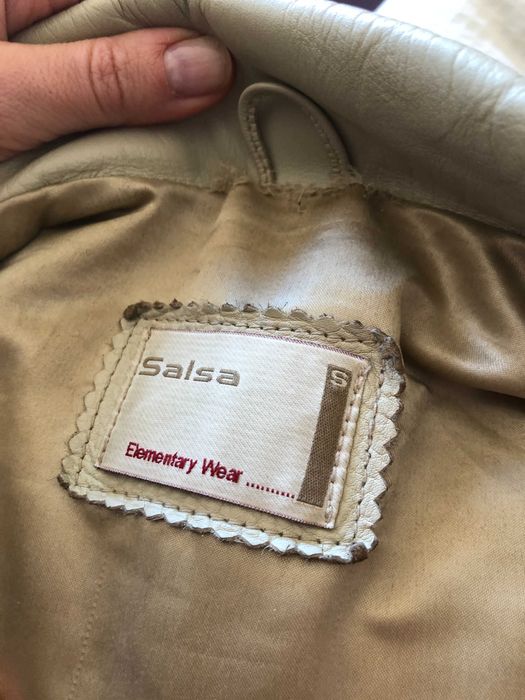 Salsa
S
Elementary Wear ..........